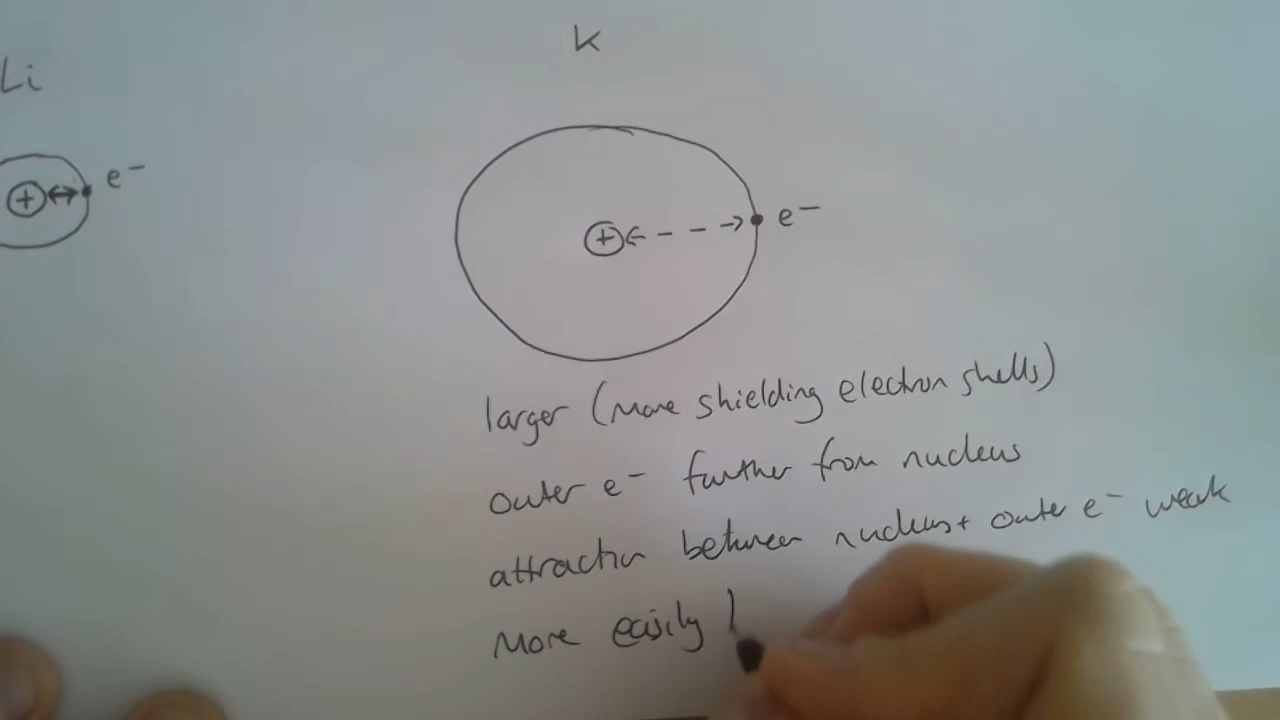 Li
K
+ e⁻
+ e⁻
larger (more shielding electron shells)
outer e⁻ further from nucleus
attraction between nucleus + outer e⁻ weak
More easily l